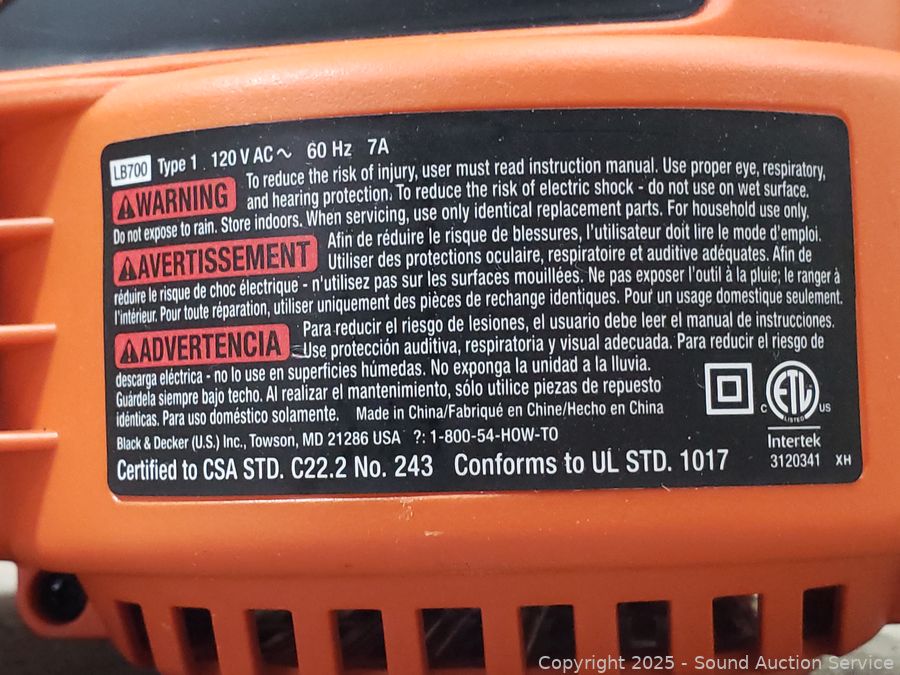 LB700 Type 1 120 V AC~ 60 Hz 7A
WARNING To reduce the risk of injury, user must read instruction manual. Use proper eye, respiratory,
and hearing protection. To reduce the risk of electric shock - do not use on wet surface.
Do not expose to rain. Store indoors. When servicing, use only identical replacement parts. For household use only.
AVERTISSEMENT Afin de réduire le risque de blessures, l'utilisateur doit lire le mode d'emploi.
Utiliser des protections oculaire, respiratoire et auditive adéquates. Afin de
réduire le risque de choc électrique - n'utilisez pas sur les surfaces mouillées. Ne pas exposer l'outil à la pluie; le ranger à
l'intérieur. Pour toute réparation, utiliser uniquement des pièces de rechange identiques. Pour un usage domestique seulement.
ADVERTENCIA Para reducir el riesgo de lesiones, el usuario debe leer el manual de instrucciones.
Use protección auditiva, respiratoria y visual adecuada. Para reducir el riesgo de
descarga eléctrica - no lo use en superficies húmedas. No exponga la unidad a la lluvia.
Guárdela siempre bajo techo. Al realizar el mantenimiento, sólo utilice piezas de repuesto
idénticas. Para uso doméstico solamente. Made in China/Fabriqué en Chine/Hecho en China
Black & Decker (U.S.) Inc., Towson, MD 21286 USA ?: 1-800-54-HOW-TO
Certified to CSA STD. C22.2 No. 243 Conforms to UL STD. 1017
C ETL US
LISTED
Intertek
3120341 XH
Copyright 2025 - Sound Auction Service